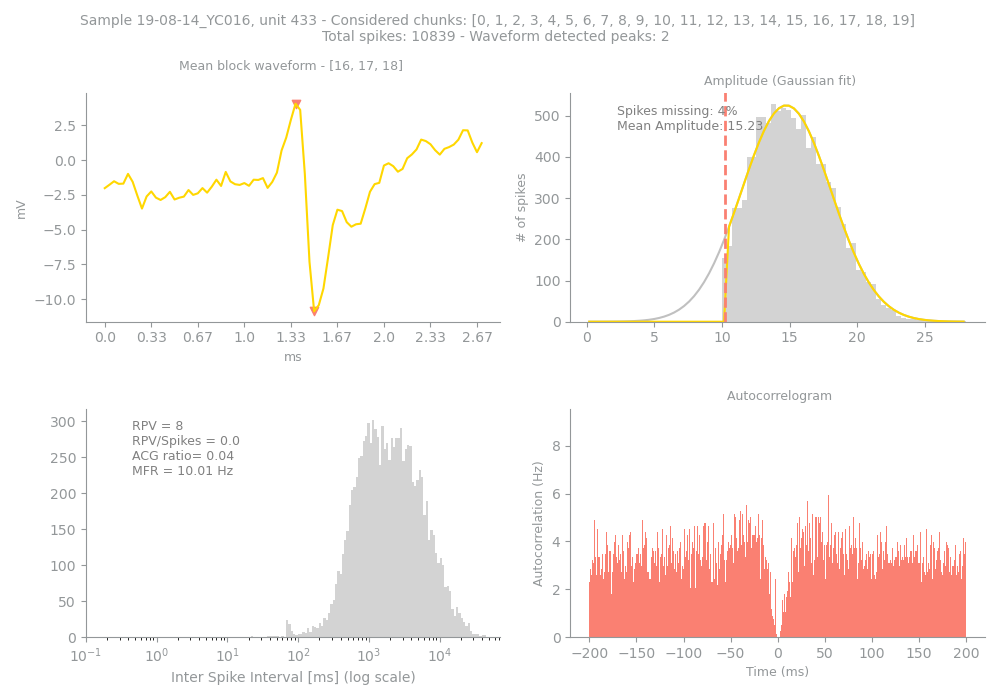 Sample 19-08-14_YC016, unit 433 - Considered chunks: [0, 1, 2, 3, 4, 5, 6, 7, 8, 9, 10, 11, 12, 13, 14, 15, 16, 17, 18, 19]
Total spikes: 10839 - Waveform detected peaks: 2
Mean block waveform - [16, 17, 18]
2.5
0.0
−2.5
−5.0
−7.5
−10.0
mV
0.0 0.33 0.67 1.0 1.33 1.67 2.0 2.33 2.67
ms
Amplitude (Gaussian fit)
Spikes missing: 4%
Mean Amplitude: 15.23
500
400
300
200
100
0
# of spikes
0 5 10 15 20 25
RPV = 8
RPV/Spikes = 0.0
ACG ratio= 0.04
MFR = 10.01 Hz
300
250
200
150
100
50
0
10⁻¹ 10⁰ 10¹ 10² 10³ 10⁴
Inter Spike Interval [ms] (log scale)
Autocorrelogram
8
6
4
2
0
Autocorrelation (Hz)
−200 −150 −100 −50 0 50 100 150 200
Time (ms)